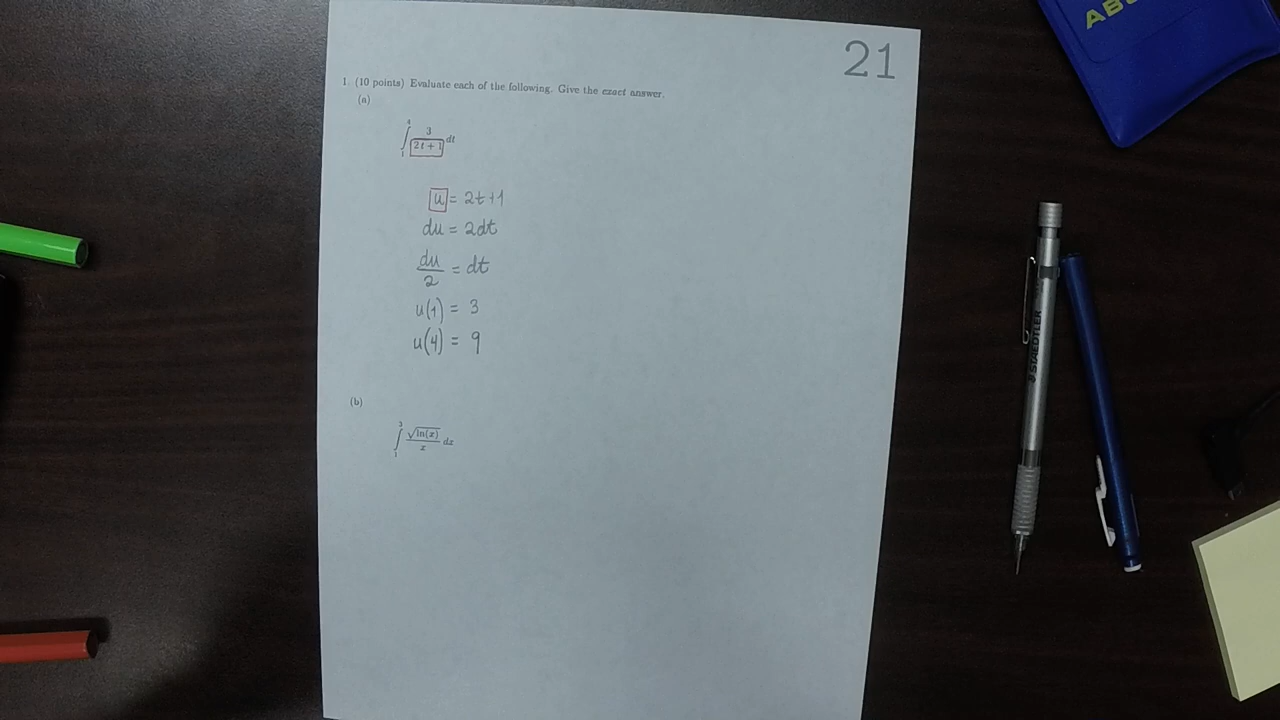 21
1. (10 points) Evaluate each of the following. Give the exact answer.
(a)
∫₁⁴ 3/(2t + 1) dt
u = 2t+1
du = 2dt
du/2 = dt
u(1) = 3
u(4) = 9
(b)
∫₁³ √ln(x)/x dx
STAEDTLER